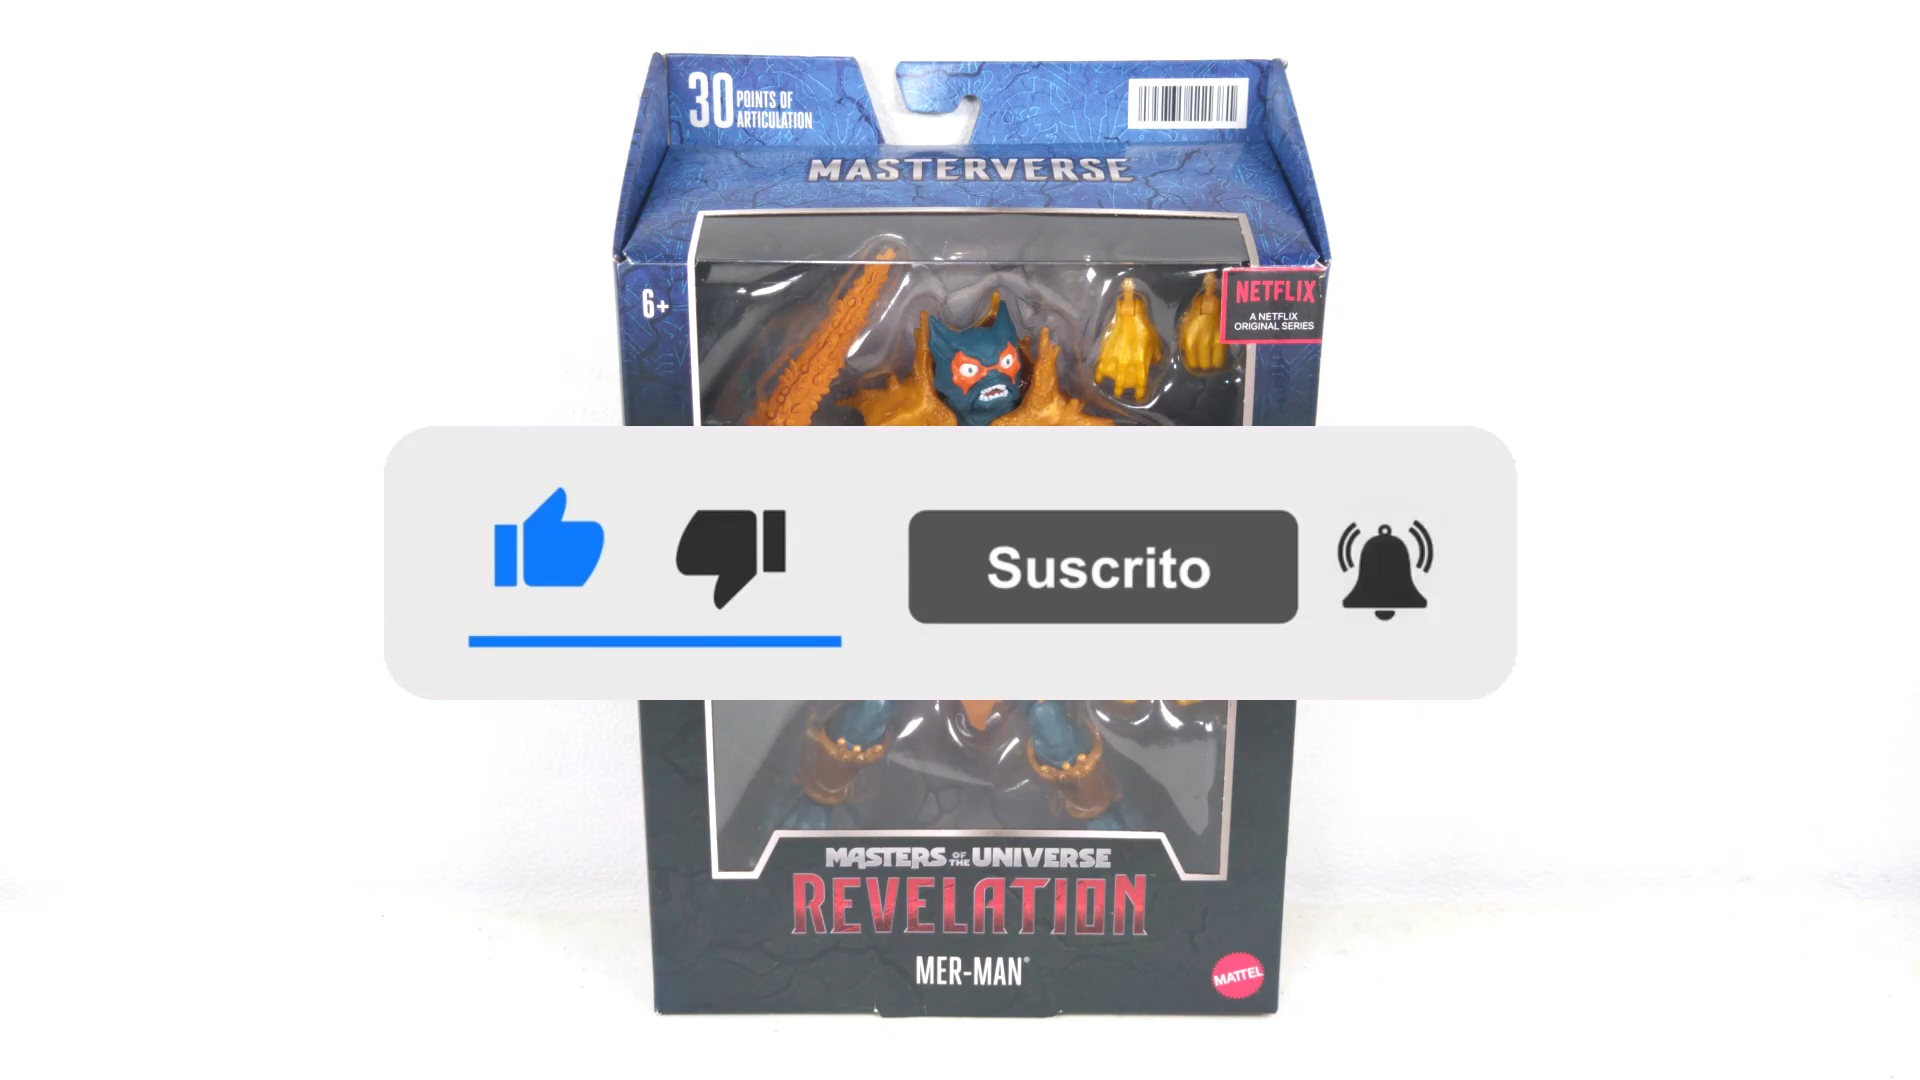 30 POINTS OF
ARTICULATION
MASTERVERSE
6+
NETFLIX
A NETFLIX
ORIGINAL SERIES
Suscrito
MASTERS OF THE UNIVERSE
REVELATION
MER-MAN®
MATTEL